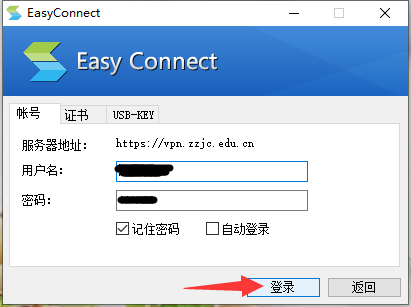 EasyConnect
Easy Connect
帐号 证书 USB-KEY
服务器地址: https://vpn.zzjc.edu.cn
用户名:
密码:
记住密码 自动登录
登录 返回